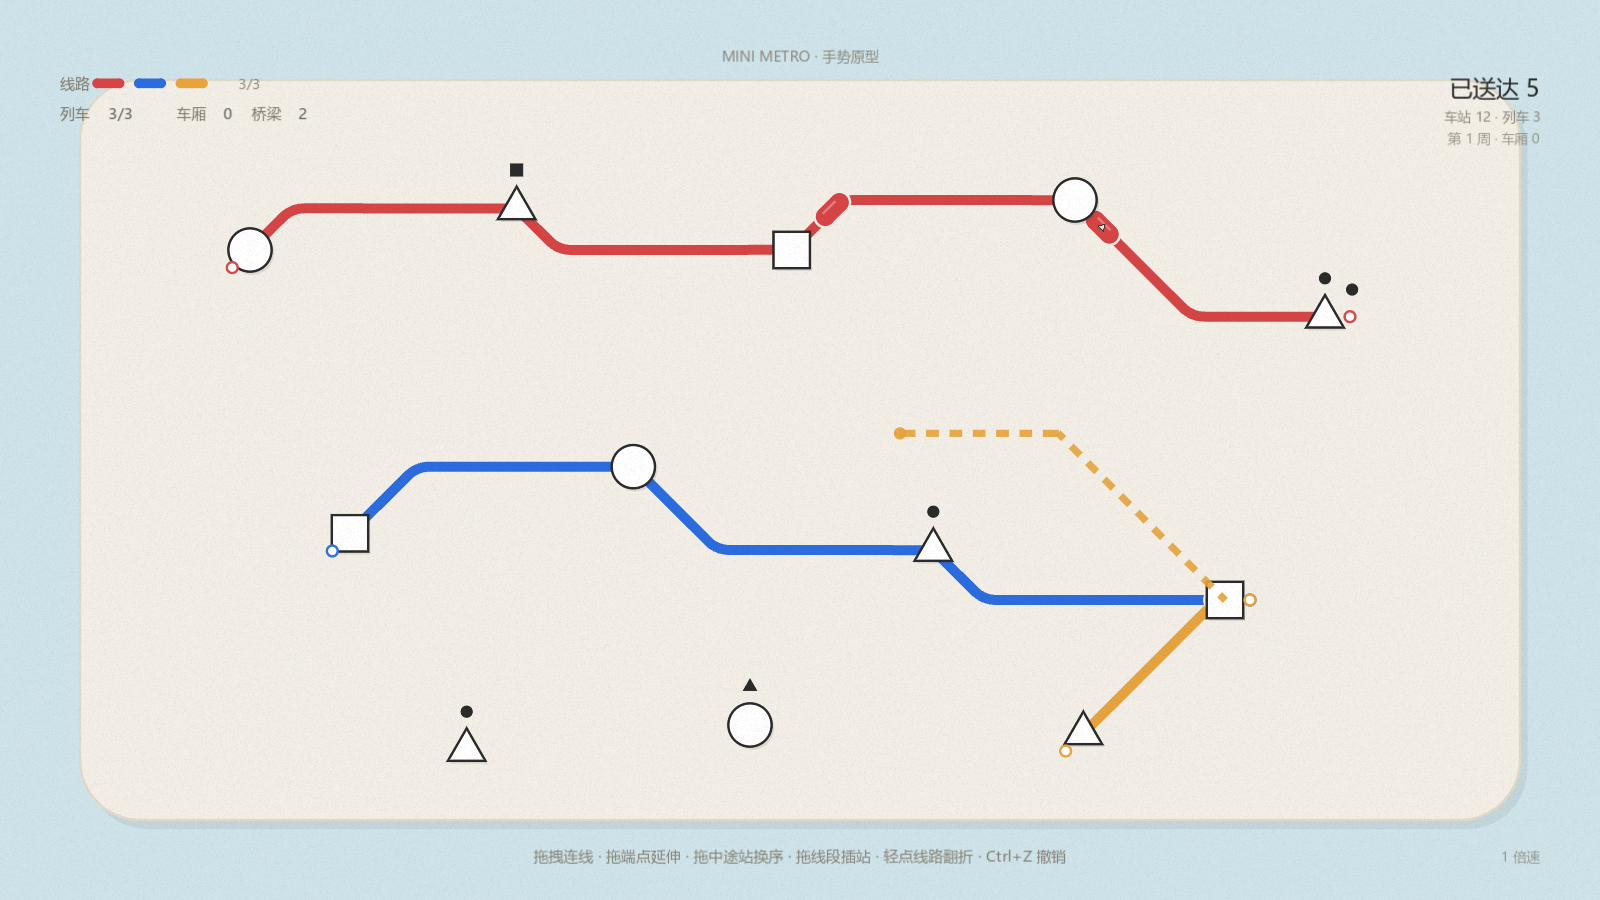 MINI METRO · 手势原型
线路 3/3
列车 3/3 车厢 0 桥梁 2
已送达 5
车站 12 · 列车 3
第 1 周 · 车厢 0
拖拽连线 · 拖端点延伸 · 拖中途站换序 · 拖线段插站 · 轻点线路翻折 · Ctrl+Z 撤销
1 倍速